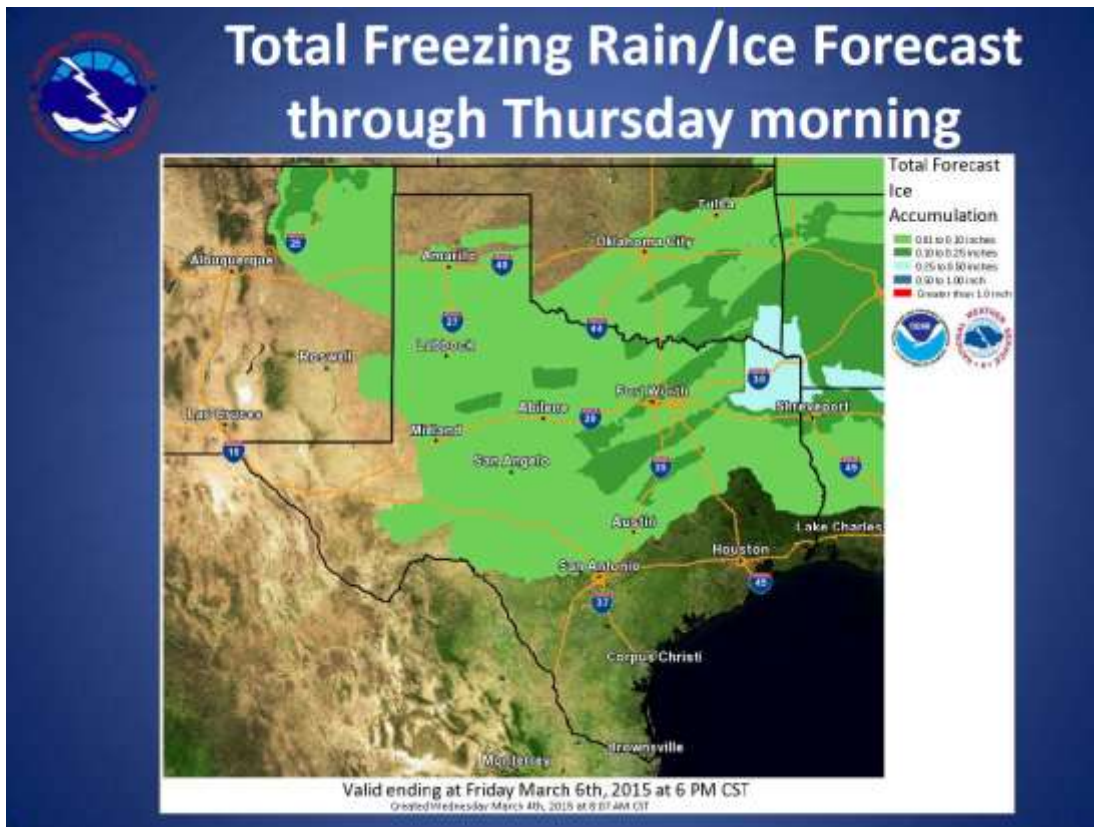 Total Freezing Rain/Ice Forecast
through Thursday morning
Total Forecast
Ice
Accumulation
0.01 to 0.10 inches
0.10 to 0.25 inches
0.25 to 0.50 inches
0.50 to 1.00 inch
Greater than 1.0 inch
Tulsa
Oklahoma City
25
Albuquerque
Amarillo
40
27
44
Lubbock
Roswell
30
Fort Worth
Las Cruces
Abilene
20
Shreveport
Midland
10
San Angelo
35
49
Austin
Lake Charles
Houston
San Antonio
45
37
Corpus Christi
Brownsville
Monterrey
Valid ending at Friday March 6th, 2015 at 6 PM CST
Created Wednesday March 4th, 2015 at 8:07 AM CST